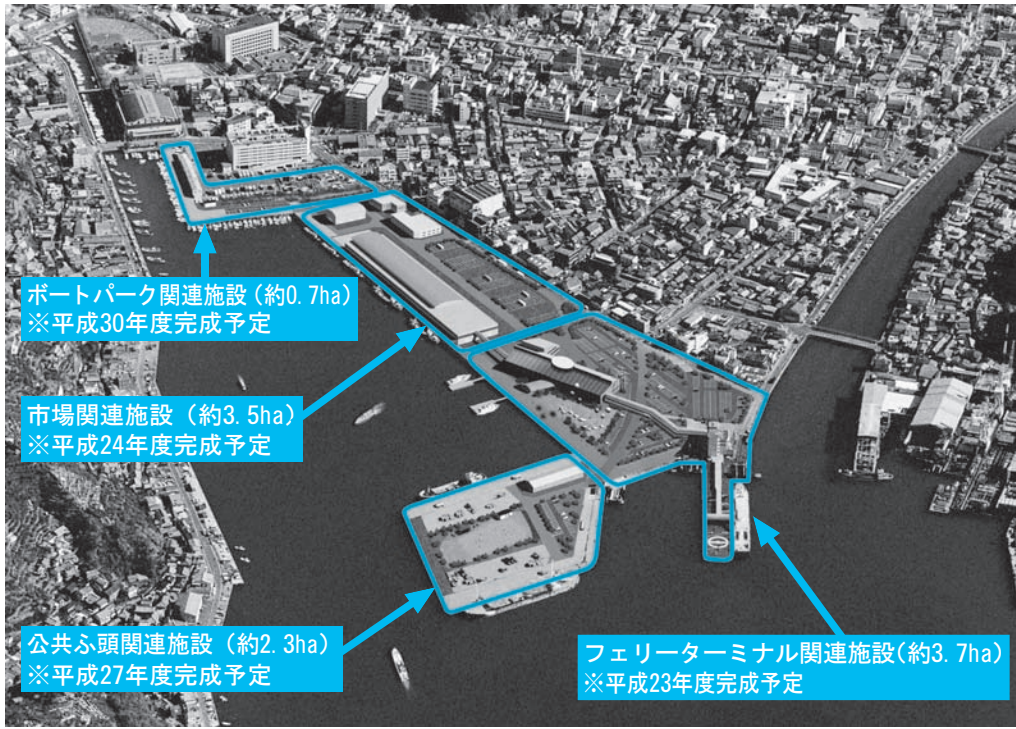 ボートパーク関連施設(約0.7ha)
※平成30年度完成予定
市場関連施設(約3.5ha)
※平成24年度完成予定
公共ふ頭関連施設(約2.3ha)
※平成27年度完成予定
フェリーターミナル関連施設(約3.7ha)
※平成23年度完成予定